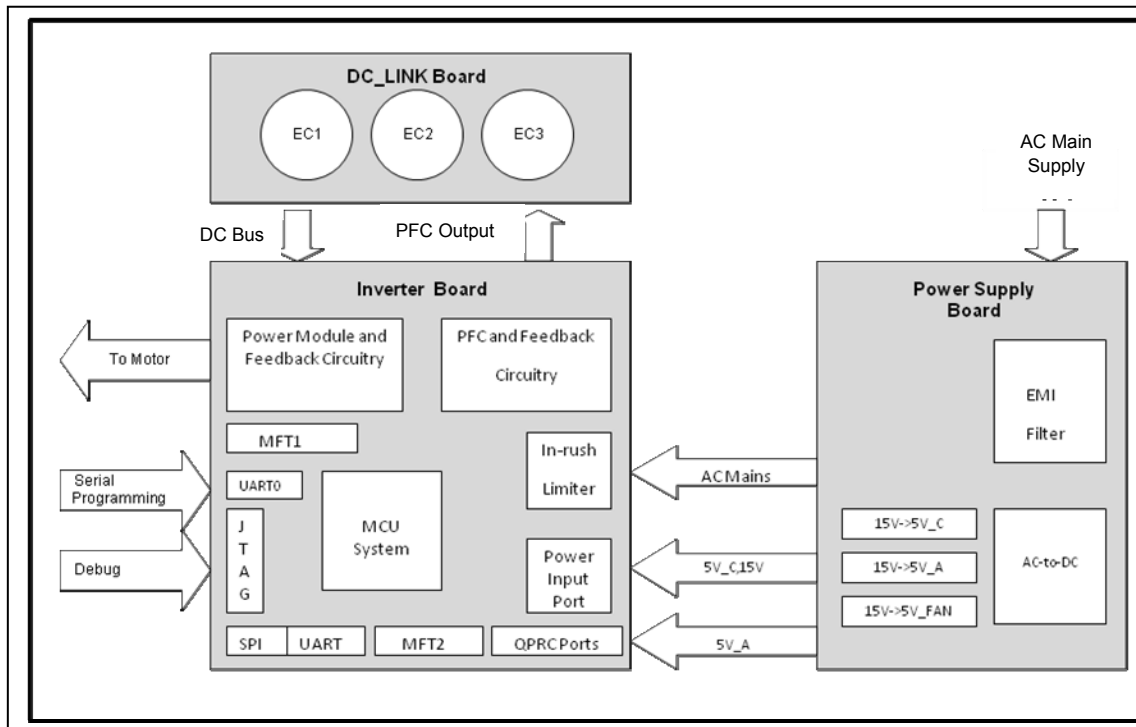 DC_LINK Board
EC1
EC2
EC3
AC Main
Supply
DC Bus
PFC Output
Inverter Board
Power Supply
Board
Power Module and
Feedback Circuitry
PFC and Feedback
Circuitry
To Motor
EMI
Filter
MFT1
In-rush
Limiter
AC Mains
Serial
Programming
UART0
MCU
System
J
T
A
G
15V->5V_C
15V->5V_A
15V->5V_FAN
AC-to-DC
Debug
Power
Input
Port
5V_C,15V
SPI
UART
MFT2
QPRC Ports
5V_A